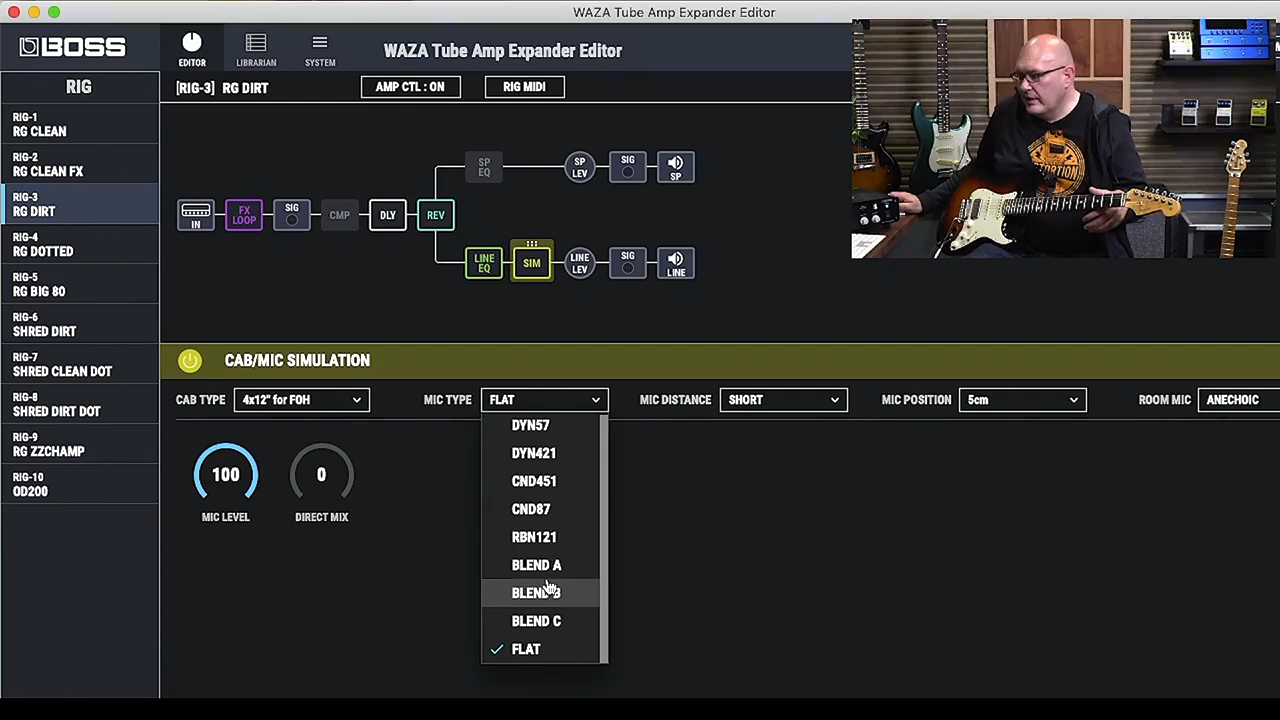 WAZA Tube Amp Expander Editor
BOSS
EDITOR
LIBRARIAN
SYSTEM
WAZA Tube Amp Expander Editor
RIG
[RIG-3] RG DIRT
AMP CTL : ON
RIG MIDI
RIG-1
RG CLEAN
RIG-2
RG CLEAN FX
RIG-3
RG DIRT
RIG-4
RG DOTTED
RIG-5
RG BIG 80
RIG-6
SHRED DIRT
RIG-7
SHRED CLEAN DOT
RIG-8
SHRED DIRT DOT
RIG-9
RG ZZCHAMP
RIG-10
OD200
SP
EQ
SP
LEV
SIG
SP
IN
FX
LOOP
SIG
CMP
DLY
REV
LINE
EQ
SIM
LINE
LEV
SIG
LINE
CAB/MIC SIMULATION
CAB TYPE
4x12" for FOH
MIC TYPE
FLAT
MIC DISTANCE
SHORT
MIC POSITION
5cm
ROOM MIC
ANECHOIC
100
MIC LEVEL
0
DIRECT MIX
DYN57
DYN421
CND451
CND87
RBN121
BLEND A
BLEND B
BLEND C
FLAT